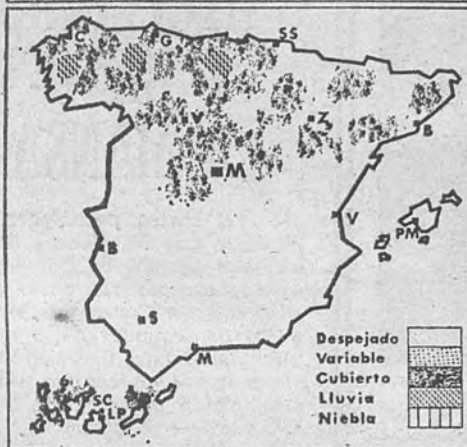 C G SS
V Z B
M
V
PM
B
S
M
SC
LP
Despejado
Variable
Cubierto
Lluvia
Niebla